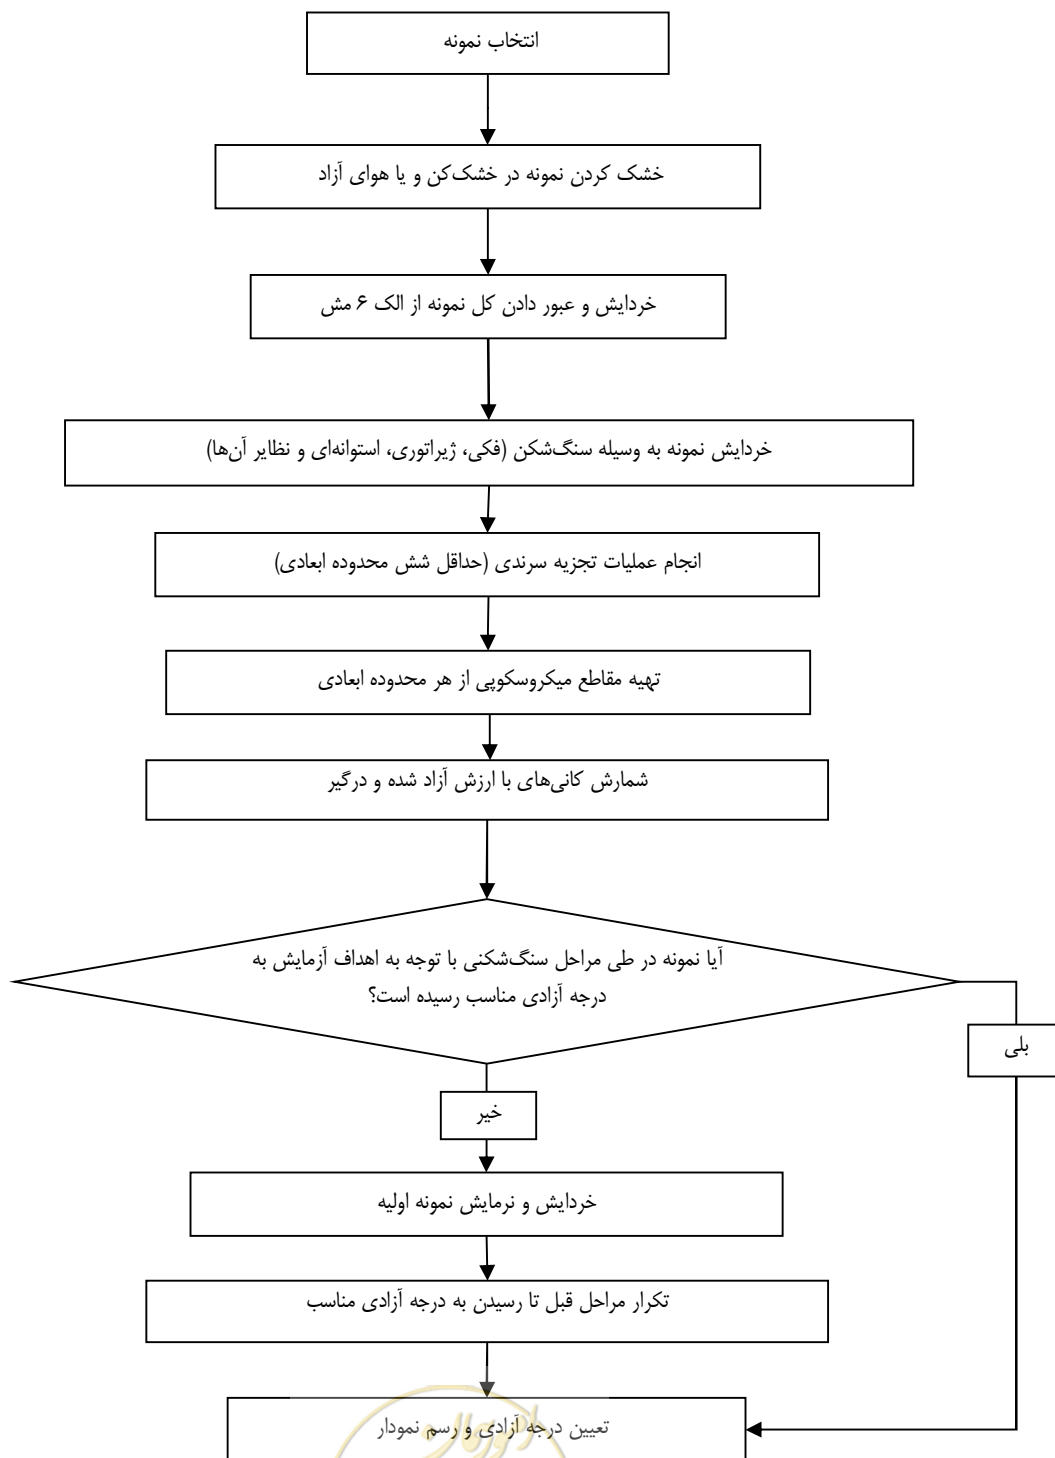 انتخاب نمونه
خشک کردن نمونه در خشک‌کن و یا هوای آزاد
خردایش و عبور دادن کل نمونه از الک ۶ مش
خردایش نمونه به وسیله سنگ‌شکن (فکی، ژیراتوری، استوانه‌ای و نظایر آن‌ها)
انجام عملیات تجزیه سرندی (حداقل شش محدوده ابعادی)
تهیه مقاطع میکروسکوپی از هر محدوده ابعادی
شمارش کانی‌های با ارزش آزاد شده و درگیر
آیا نمونه در طی مراحل سنگ‌شکنی با توجه به اهداف آزمایش به
درجه آزادی مناسب رسیده است؟
بلی
خیر
خردایش و نرمایش نمونه اولیه
تکرار مراحل قبل تا رسیدن به درجه آزادی مناسب
تعیین درجه آزادی و رسم نمودار